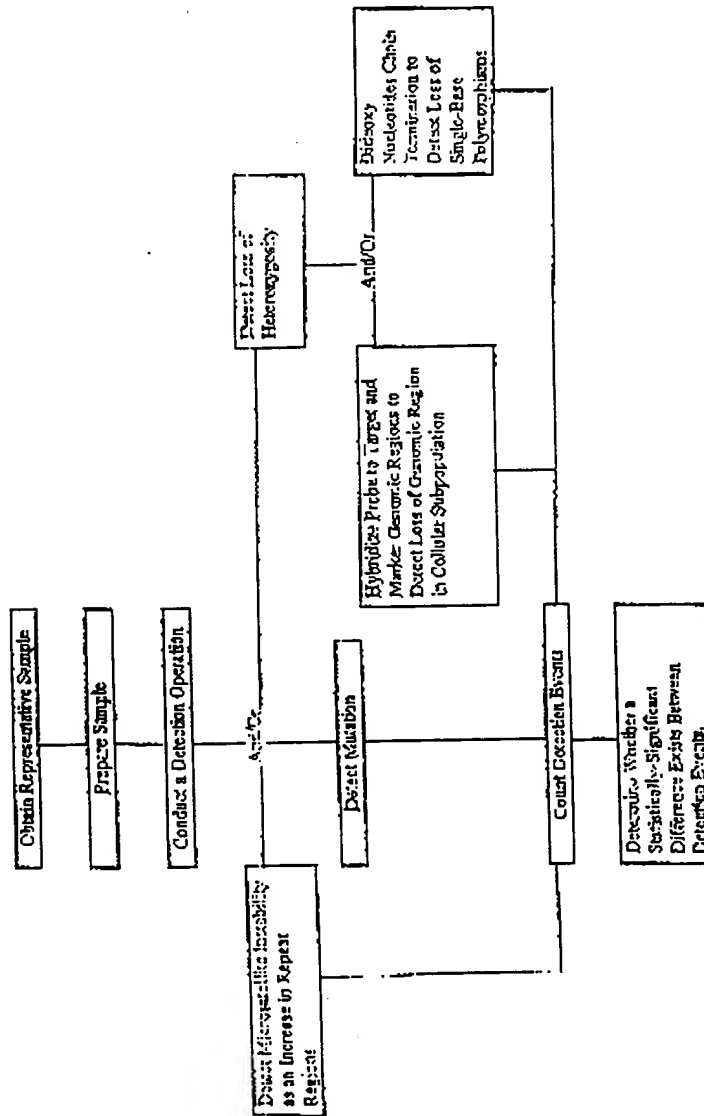 Obtain Representative Sample
Prepare Sample
Conduct a Detection Operation
And/Or
Detect Microsatellite Instability
as an Increase in Repeat
Regions
Detect Mutation
Detect Loss of
Heterozygosity
And/Or
Hybridize Probe to Target and
Marker Genomic Regions to
Detect Loss of Genomic Region
in Cellular Subpopulation
Dideoxy
Nucleotides Chain
Termination to
Detect Loss of
Single-Base
Polymorphisms
Count Detection Events
Determine Whether a
Statistically-Significant
Difference Exists Between
Detection Events